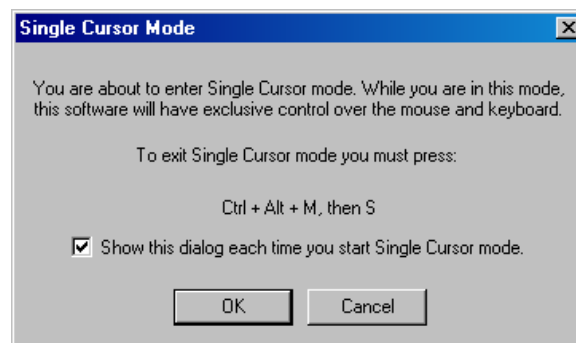 Single Cursor Mode
You are about to enter Single Cursor mode. While you are in this mode,
this software will have exclusive control over the mouse and keyboard.
To exit Single Cursor mode you must press:
Ctrl + Alt + M, then S
Show this dialog each time you start Single Cursor mode.
OK Cancel